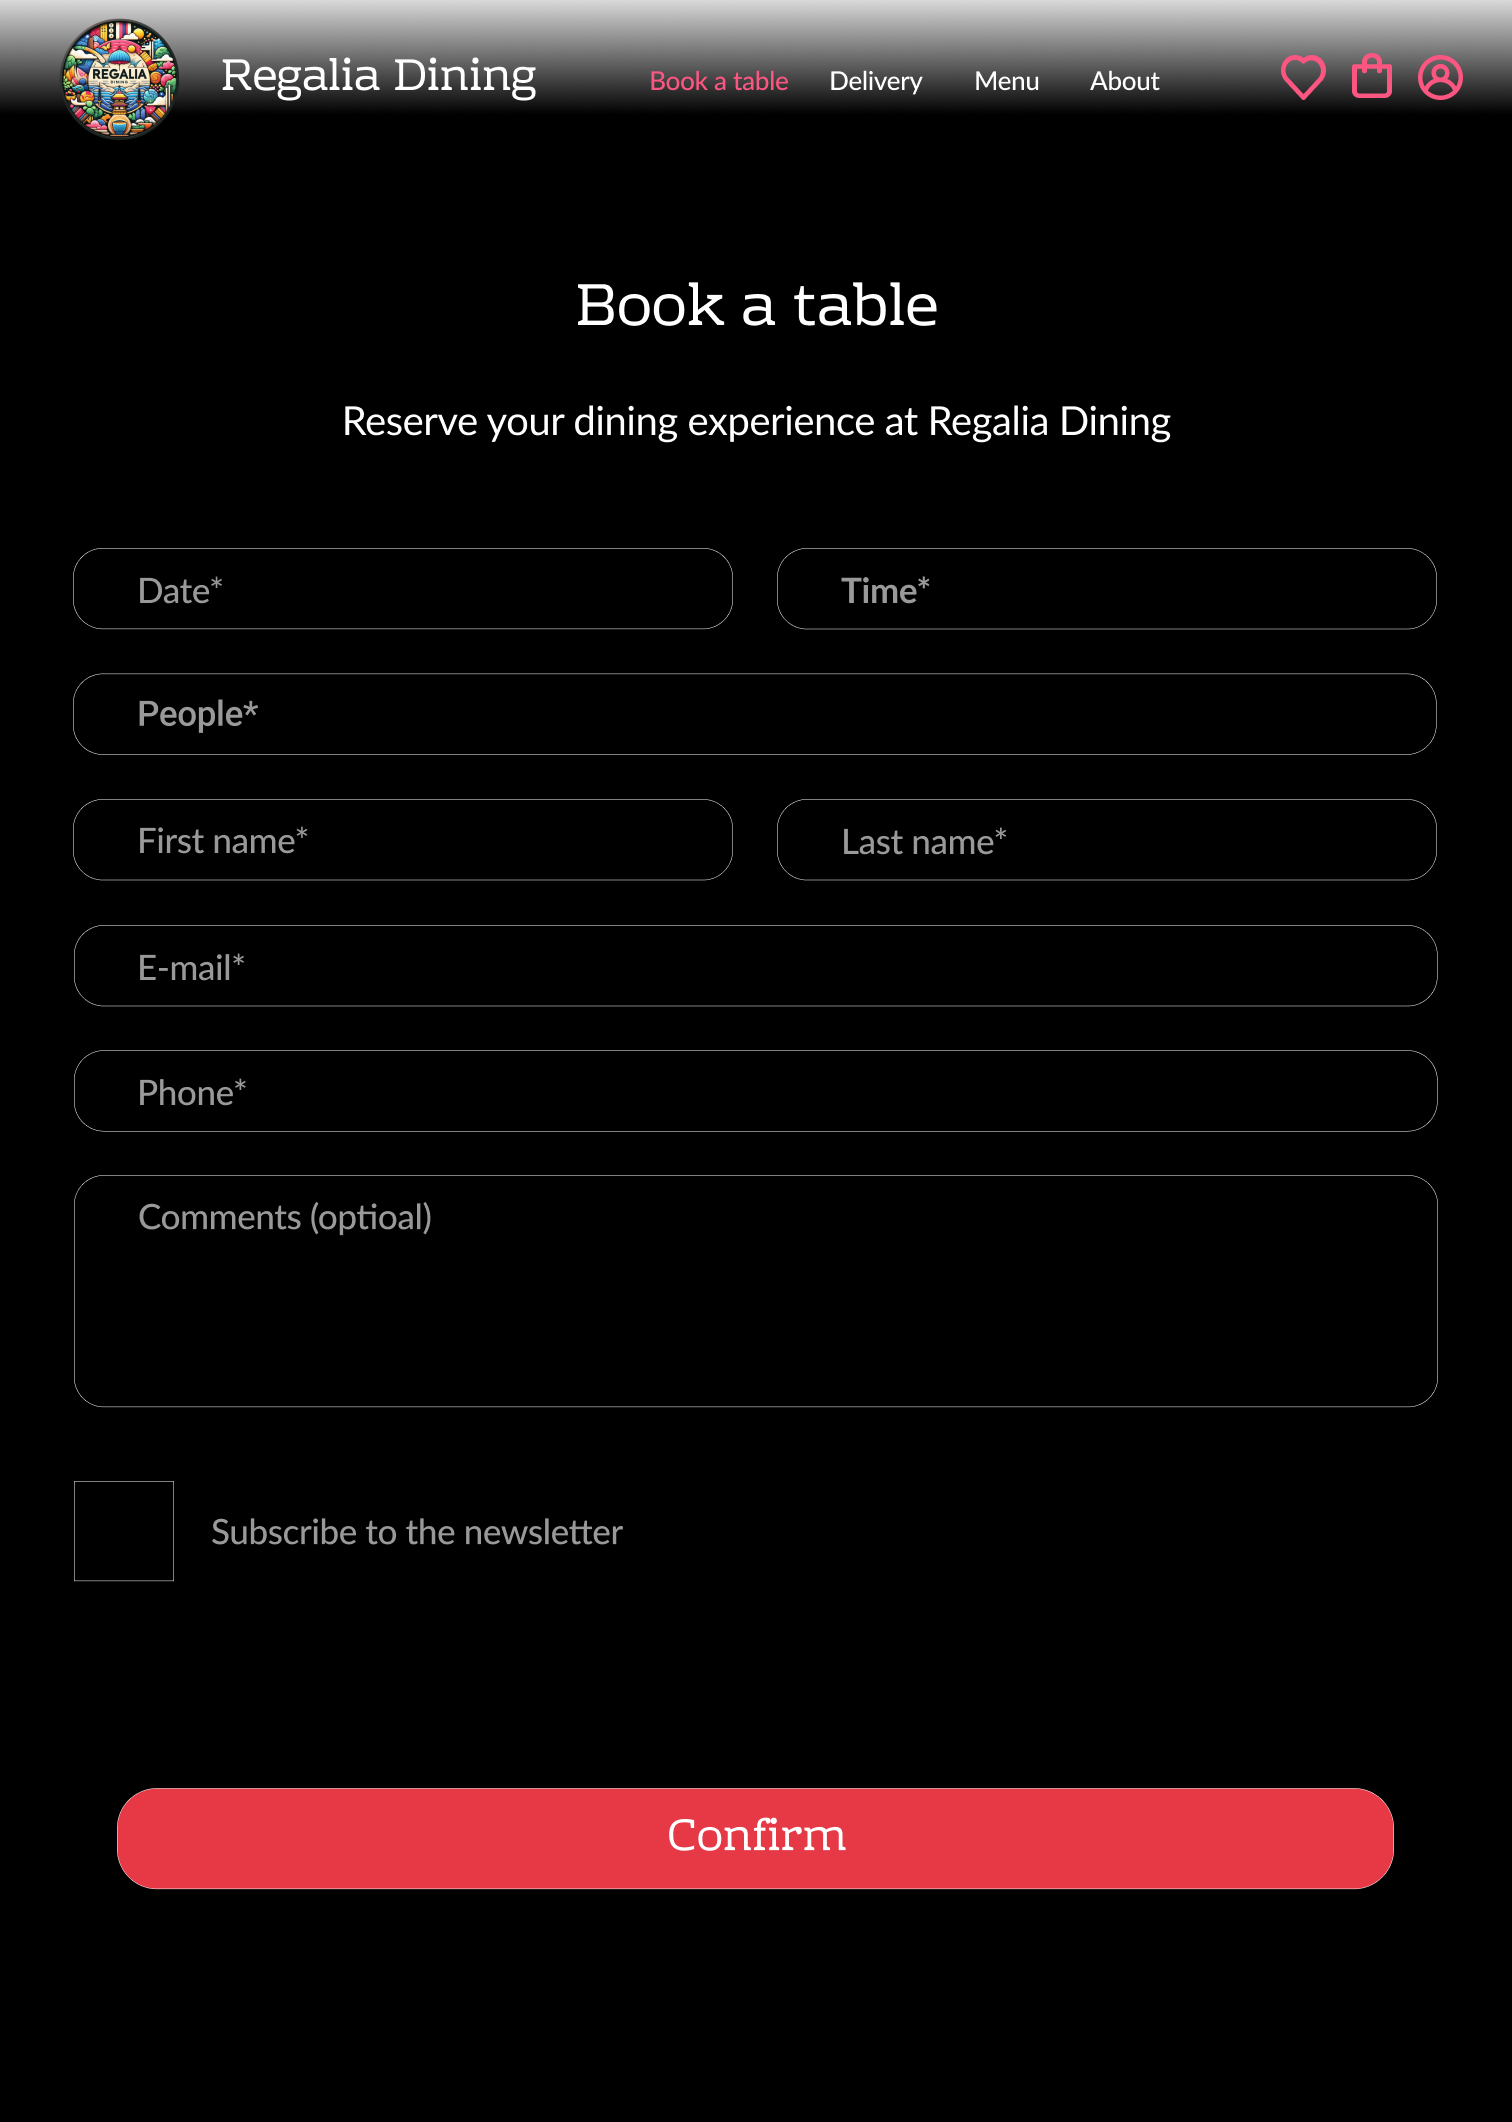 REGALIA
DINING
Regalia Dining
Book a table
Delivery
Menu
About
Book a table
Reserve your dining experience at Regalia Dining
Date*
Time*
People*
First name*
Last name*
E-mail*
Phone*
Comments (optioal)
Subscribe to the newsletter
Confirm